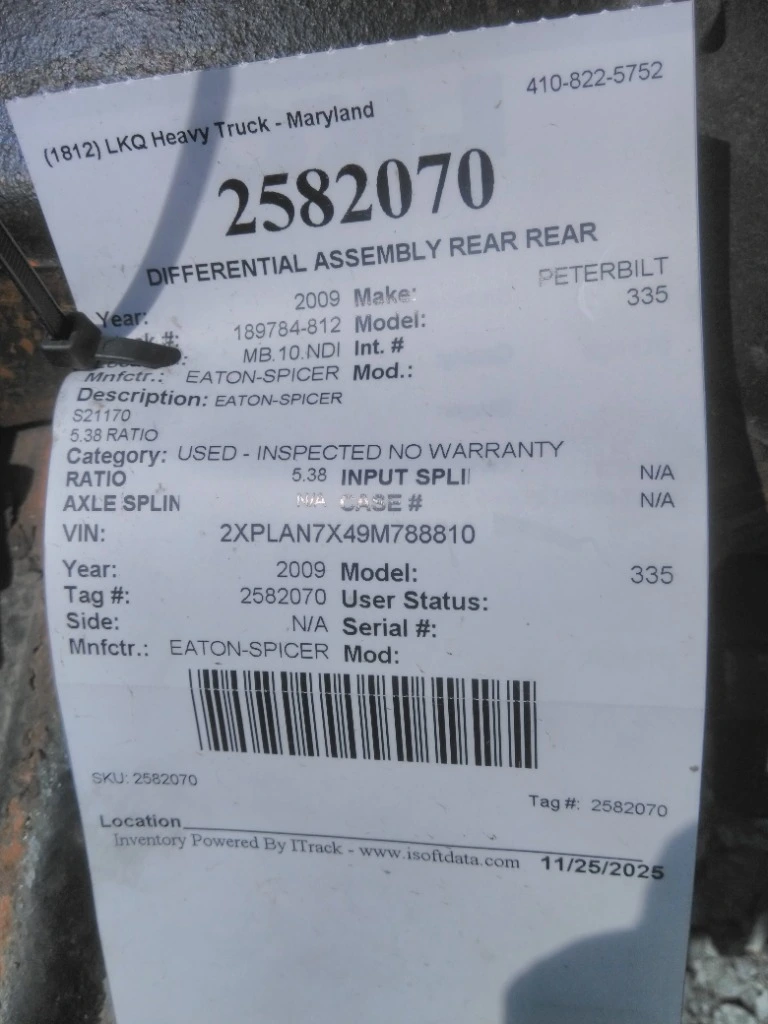 (1812) LKQ Heavy Truck - Maryland 410-822-5752
2582070
DIFFERENTIAL ASSEMBLY REAR REAR
Year: 2009 Make: PETERBILT
#: 189784-812 Model: 335
MB.10.NDI Int. #
Mnfctr.: EATON-SPICER Mod.:
Description: EATON-SPICER
S21170
5.38 RATIO
Category: USED - INSPECTED NO WARRANTY
RATIO 5.38 INPUT SPLI N/A
AXLE SPLIN N/A CASE # N/A
VIN: 2XPLAN7X49M788810
Year: 2009 Model: 335
Tag #: 2582070 User Status:
Side: N/A Serial #:
Mnfctr.: EATON-SPICER Mod:
SKU: 2582070
Tag #: 2582070
Location
Inventory Powered By ITrack - www.isoftdata.com 11/25/2025